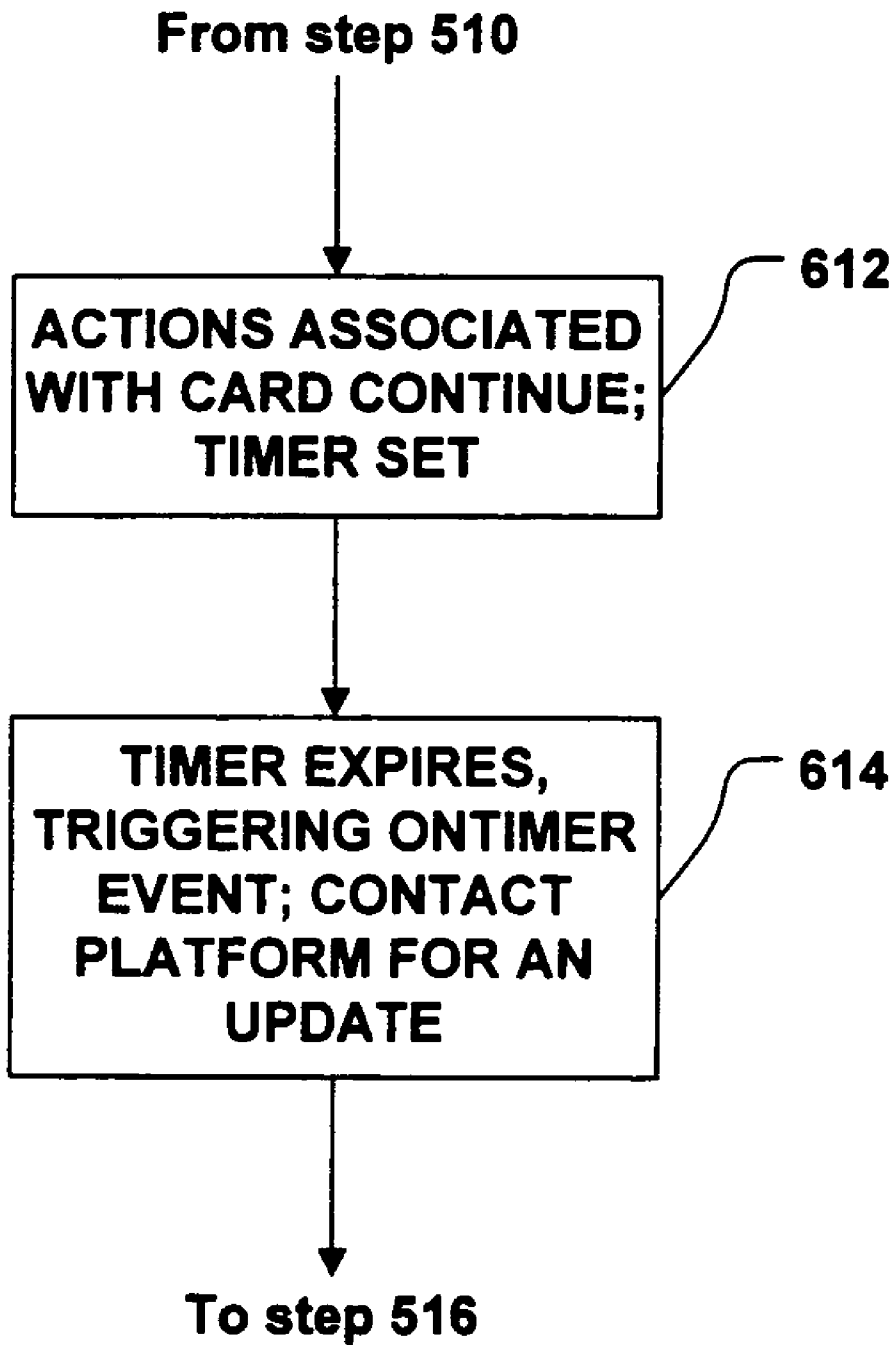 From step 510
612
ACTIONS ASSOCIATED
WITH CARD CONTINUE;
TIMER SET
614
TIMER EXPIRES,
TRIGGERING ONTIMER
EVENT; CONTACT
PLATFORM FOR AN
UPDATE
To step 516